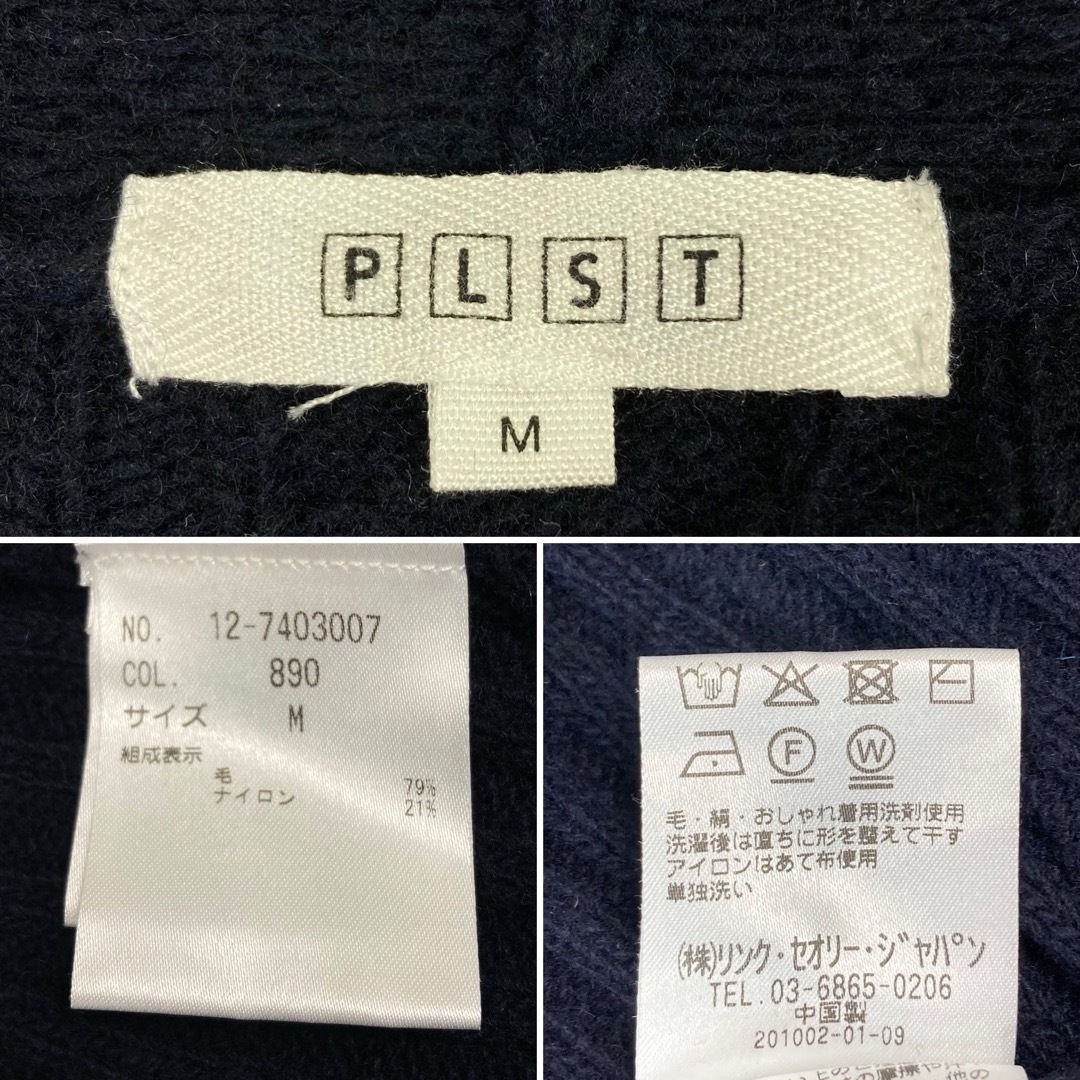 PLST
M
NO. 12-7403007
COL. 890
サイズ M
組成表示
毛 79%
ナイロン 21%
F W
毛・絹・おしゃれ着用洗剤使用
洗濯後は直ちに形を整えて干す
アイロンはあて布使用
単独洗い
(株)リンク・セオリー・ジャパン
TEL.03-6865-0206
中国製
201002-01-09